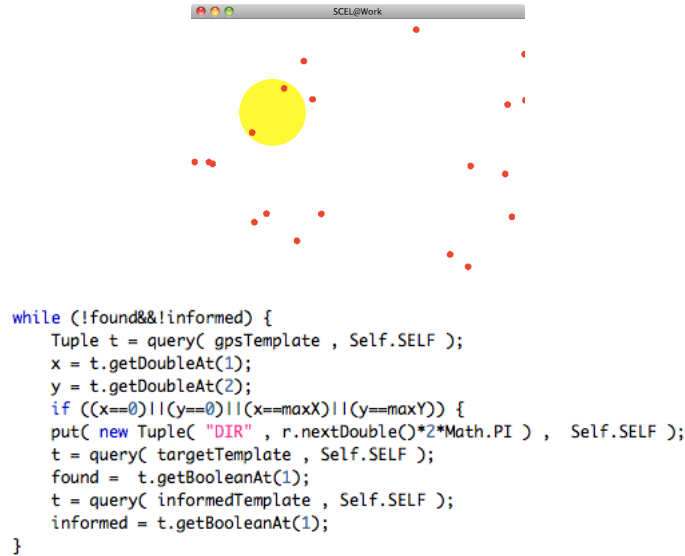 SCEL@Work
while (!found&&!informed) {
Tuple t = query( gpsTemplate , Self.SELF );
x = t.getDoubleAt(1);
y = t.getDoubleAt(2);
if ((x==0)||(y==0)||(x==maxX)||(y==maxY)) {
put( new Tuple( "DIR" , r.nextDouble()*2*Math.PI ) , Self.SELF );
t = query( targetTemplate , Self.SELF );
found = t.getBooleanAt(1);
t = query( informedTemplate , Self.SELF );
informed = t.getBooleanAt(1);
}